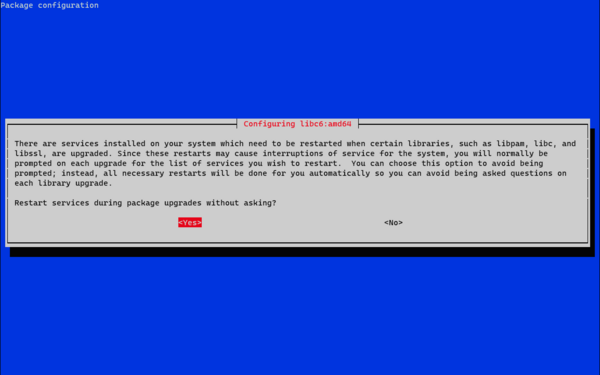 Package configuration
Configuring libc6:amd64
There are services installed on your system which need to be restarted when certain libraries, such as libpam, libc, and
libssl, are upgraded. Since these restarts may cause interruptions of service for the system, you will normally be
prompted on each upgrade for the list of services you wish to restart. You can choose this option to avoid being
prompted; instead, all necessary restarts will be done for you automatically so you can avoid being asked questions on
each library upgrade.
Restart services during package upgrades without asking?
<Yes> <No>